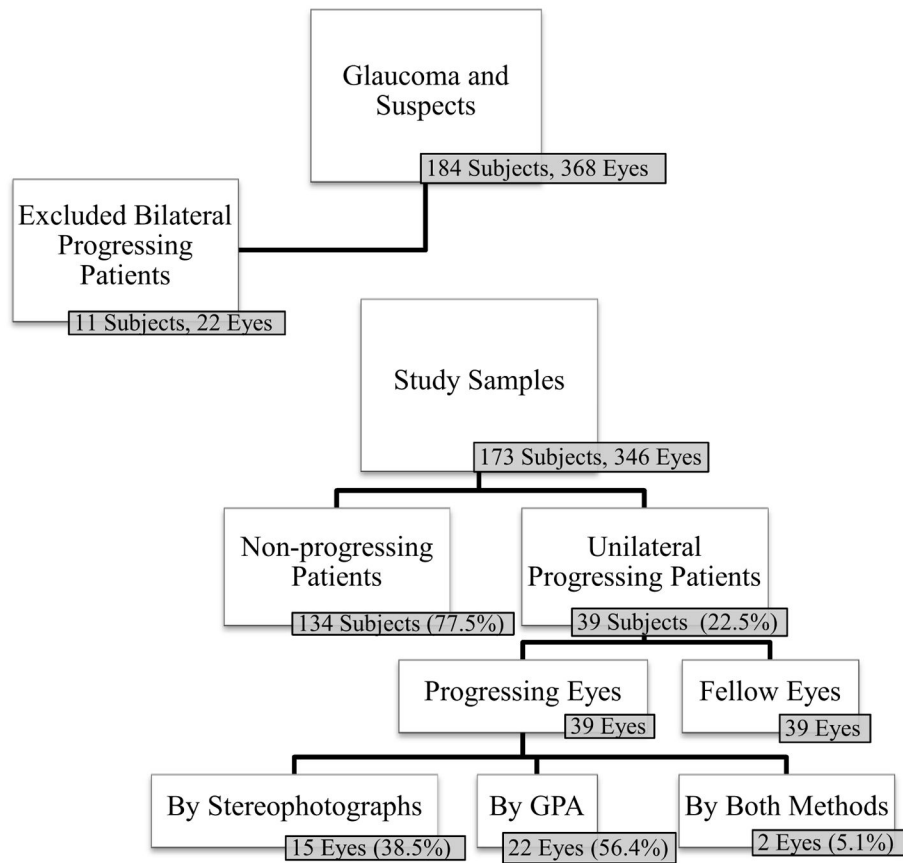 Glaucoma and
Suspects
184 Subjects, 368 Eyes
Excluded Bilateral
Progressing
Patients
11 Subjects, 22 Eyes
Study Samples
173 Subjects, 346 Eyes
Non-progressing
Patients
134 Subjects (77.5%)
Unilateral
Progressing Patients
39 Subjects (22.5%)
Progressing Eyes
39 Eyes
Fellow Eyes
39 Eyes
By Stereophotographs
15 Eyes (38.5%)
By GPA
22 Eyes (56.4%)
By Both Methods
2 Eyes (5.1%)